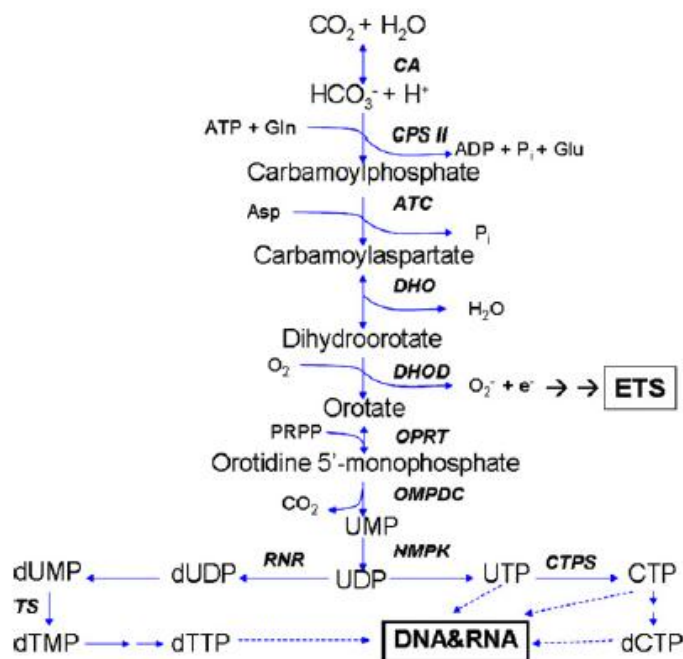 CO2 + H2O
CA
HCO3- + H+
ATP + Gln CPS II ADP + Pi + Glu
Carbamoylphosphate
Asp ATC Pi
Carbamoylaspartate
DHO
H2O
Dihydroorotate
O2 DHOD O2- + e- → → ETS
Orotate
PRPP OPRT
Orotidine 5'-monophosphate
CO2 OMPDC
UMP
RNR NMPK CTPS
dUMP dUDP UDP UTP CTP
TS
dTMP dTTP DNA&RNA dCTP